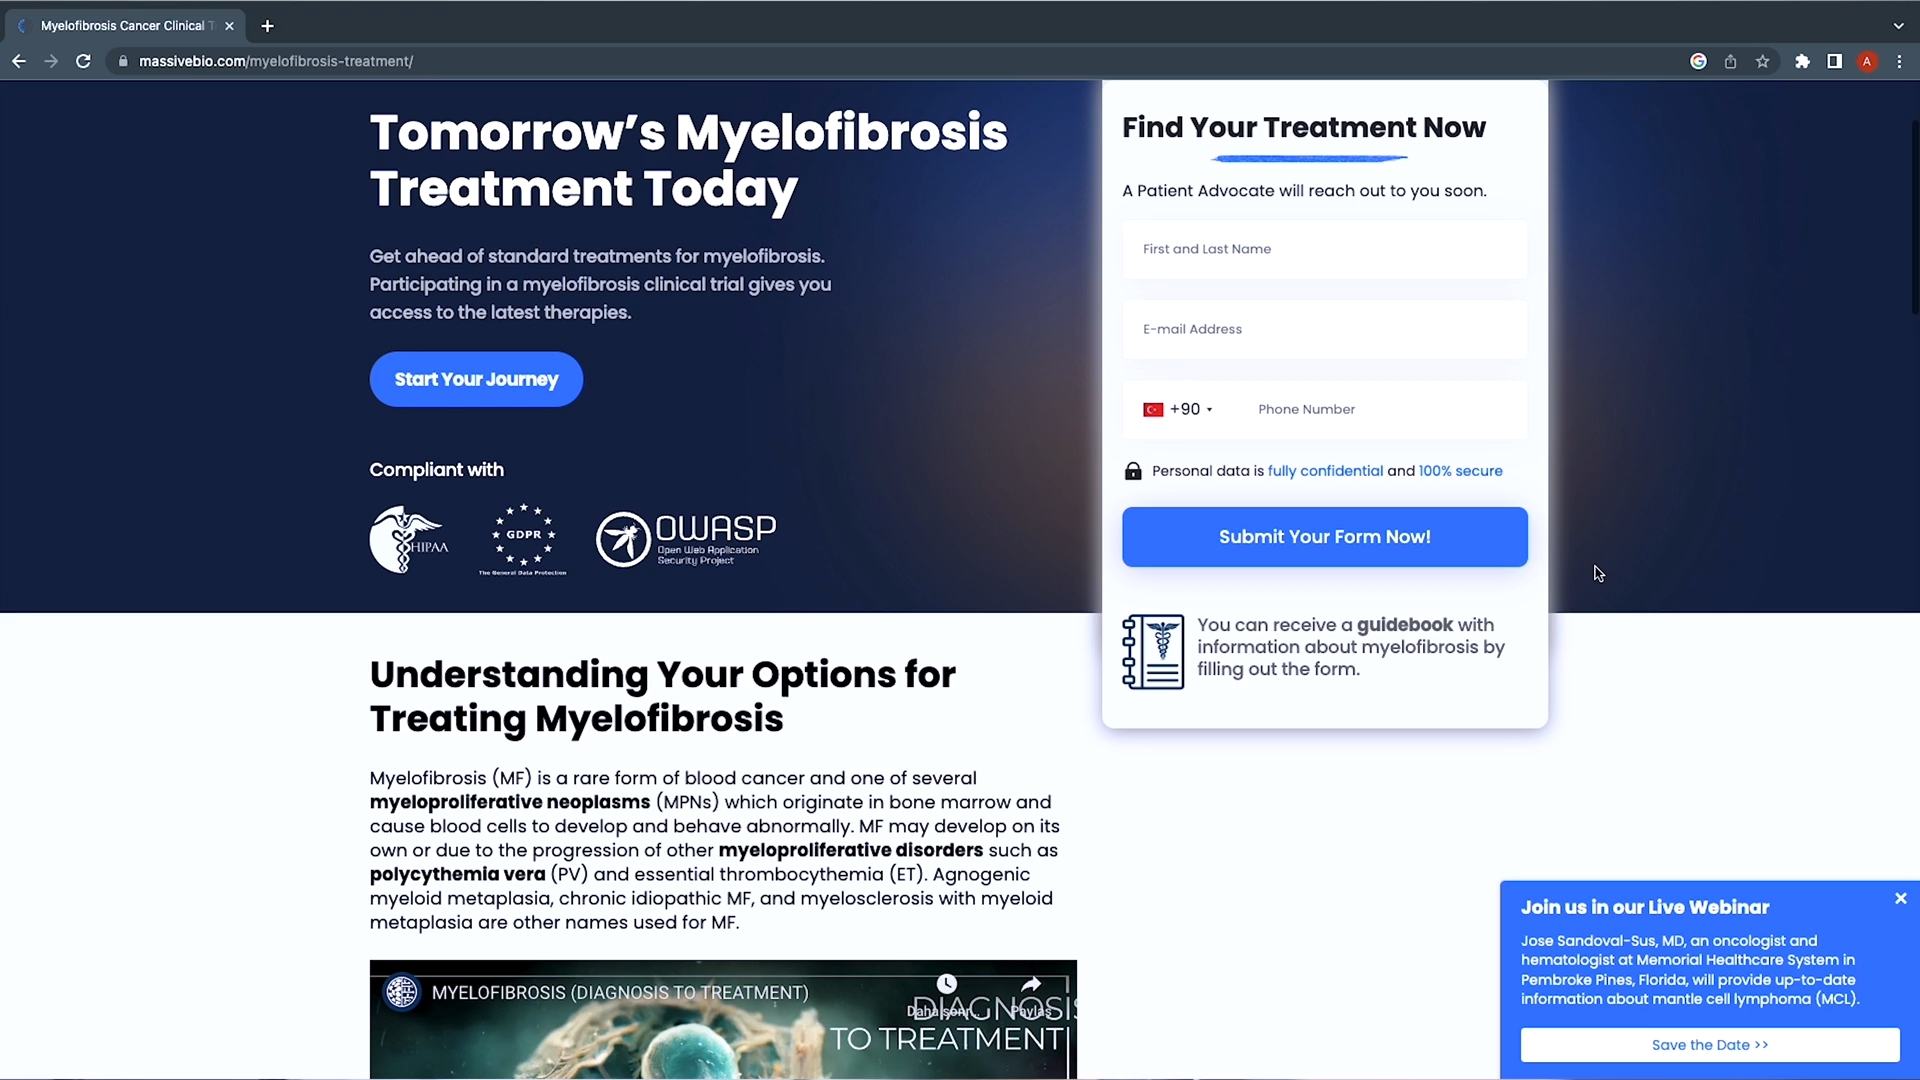 Myelofibrosis Cancer Clinical T
massivebio.com/myelofibrosis-treatment/
A
Tomorrow’s Myelofibrosis
Treatment Today
Get ahead of standard treatments for myelofibrosis.
Participating in a myelofibrosis clinical trial gives you
access to the latest therapies.
Start Your Journey
Compliant with
HIPAA
GDPR
The General Data Protection
OWASP
Open Web Application
Security Project
Find Your Treatment Now
A Patient Advocate will reach out to you soon.
First and Last Name
E-mail Address
+90
Phone Number
Personal data is fully confidential and 100% secure
Submit Your Form Now!
You can receive a guidebook with
information about myelofibrosis by
filling out the form.
Understanding Your Options for
Treating Myelofibrosis
Myelofibrosis (MF) is a rare form of blood cancer and one of several
myeloproliferative neoplasms (MPNs) which originate in bone marrow and
cause blood cells to develop and behave abnormally. MF may develop on its
own or due to the progression of other myeloproliferative disorders such as
polycythemia vera (PV) and essential thrombocythemia (ET). Agnogenic
myeloid metaplasia, chronic idiopathic MF, and myelosclerosis with myeloid
metaplasia are other names used for MF.
MYELOFIBROSIS (DIAGNOSIS TO TREATMENT)
DIAGNOSIS
TO TREATMENT
Daha sonr...
Paylaş
Join us in our Live Webinar
Jose Sandoval-Sus, MD, an oncologist and
hematologist at Memorial Healthcare System in
Pembroke Pines, Florida, will provide up-to-date
information about mantle cell lymphoma (MCL).
Save the Date >>